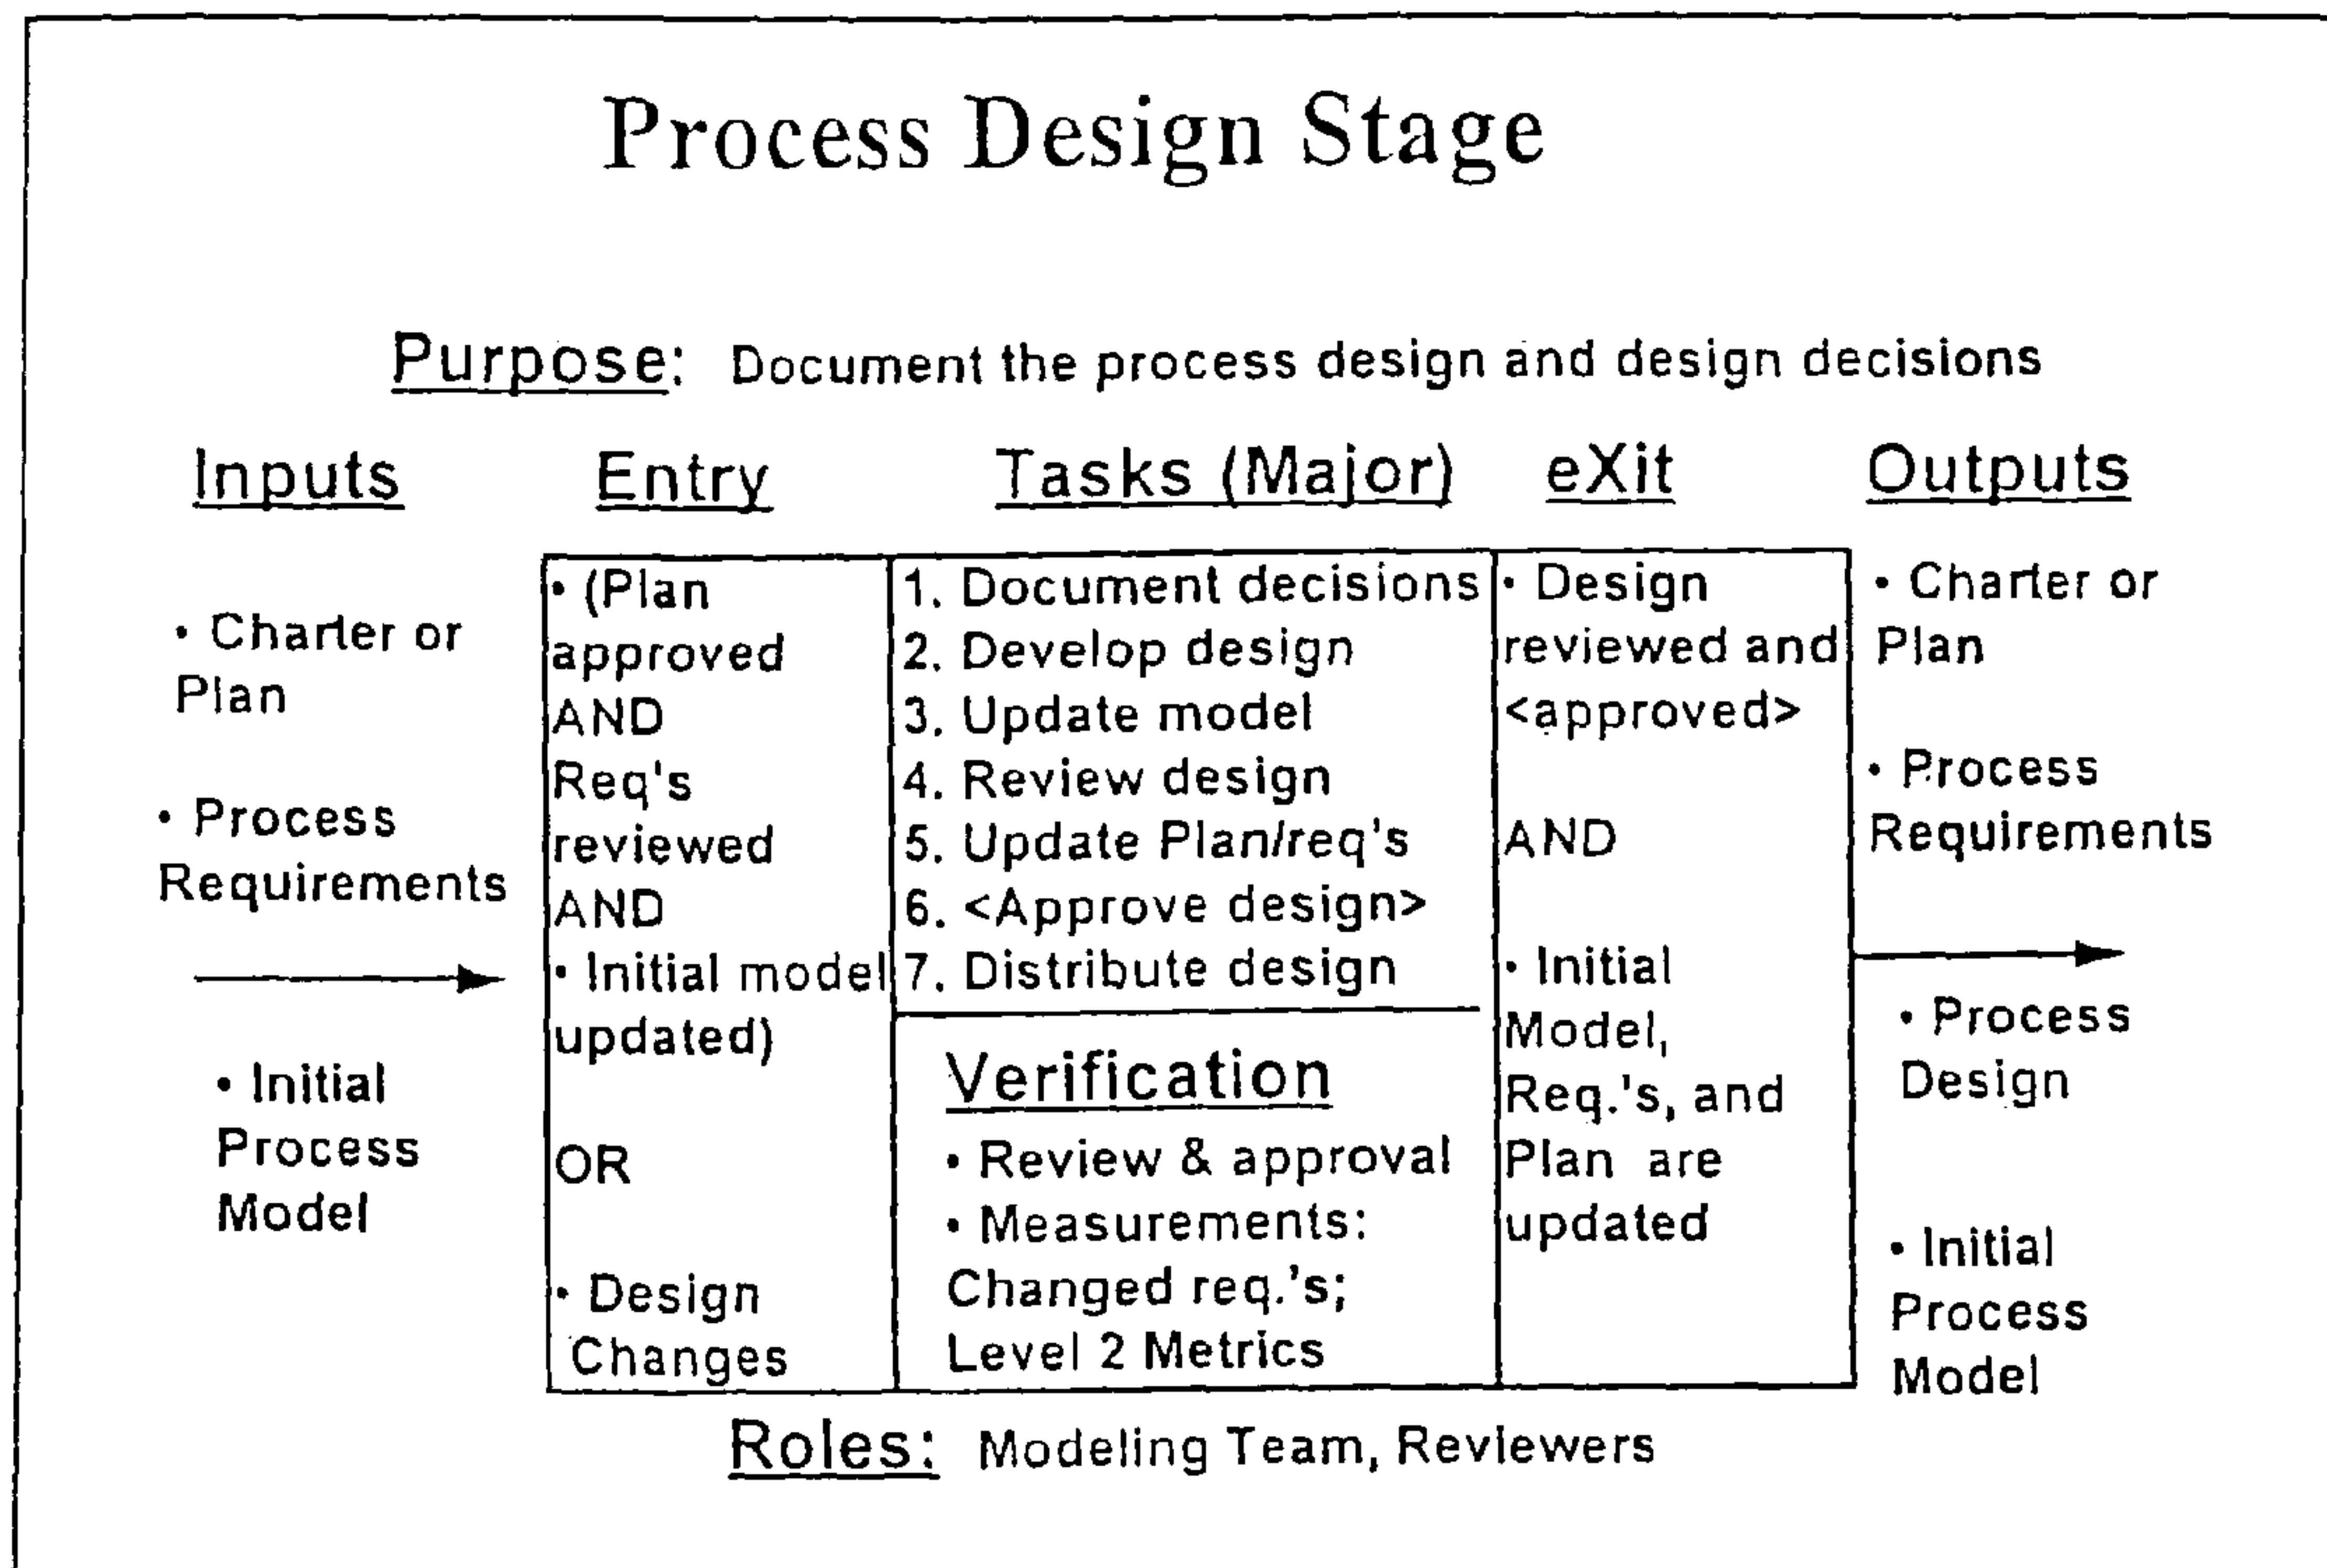 Process Design Stage
Purpose: Document the process design and design decisions
Inputs
• Charter or
Plan
• Process
Requirements
• Initial
Process
Model
Entry
• (Plan
approved
AND
Req's
reviewed
AND
• Initial model
updated)
OR
• Design
Changes
Tasks (Major)
1. Document decisions
2. Develop design
3. Update model
4. Review design
5. Update Plan/req's
6. <Approve design>
7. Distribute design
Verification
• Review & approval
• Measurements:
Changed req.'s;
Level 2 Metrics
eXit
• Design
reviewed and
<approved>
AND
• Initial
Model,
Req.'s, and
Plan are
updated
Outputs
• Charter or
Plan
• Process
Requirements
• Process
Design
• Initial
Process
Model
Roles: Modeling Team, Reviewers